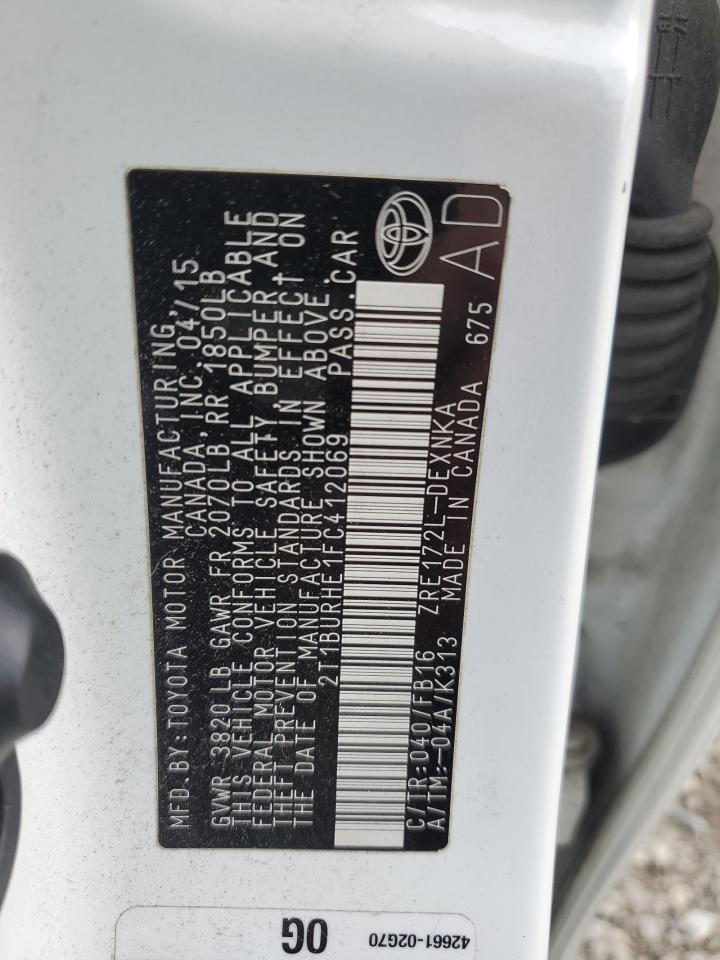 MFD.BY:TOYOTA MOTOR MANUFACTURING,
CANADA, INC. 04/15
GVWR 3820 LB GAWR FR 2070LB RR 1850LB
THIS VEHICLE CONFORMS TO ALL APPLICABLE
FEDERAL MOTOR VEHICLE SAFETY, BUMPER AND
THEFT PREVENTION STANDARDS IN EFFECT ON
THE DATE OF MANUFACTURE SHOWN ABOVE.
2T1BURHE1FC412069 PASS.CAR
C/TR:040/FB16 ZRE172L-DEXNKA
A/TM:-04A/K313 MADE IN CANADA 675
AD
0G
42661-02G70